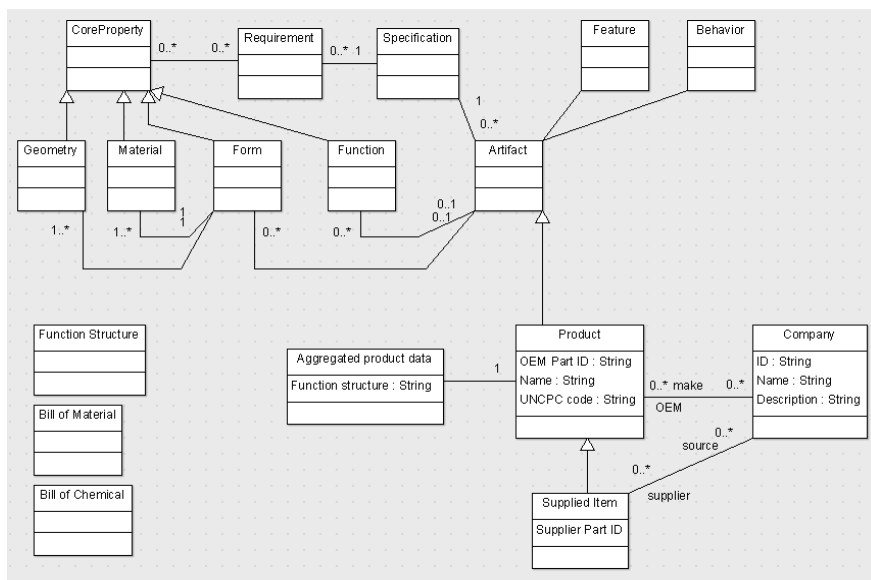 CoreProperty
Requirement
Specification
Feature
Behavior
0..*
0..*
0..*
1
1
0..*
Geometry
Material
Form
Function
Artifact
1..*
1..*
1
1
0..*
0..*
0..1
0..1
Function Structure
Bill of Material
Bill of Chemical
Aggregated product data
Function structure : String
1
Product
OEM Part ID : String
Name : String
UNCPC code : String
0..* make
0..*
OEM
Company
ID : String
Name : String
Description : String
0..*
source
0..*
supplier
Supplied Item
Supplier Part ID